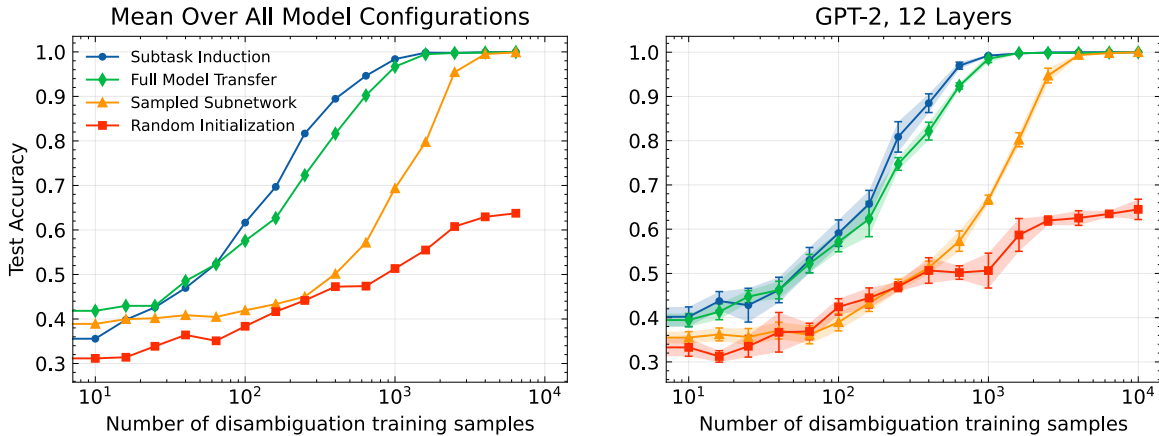 Mean Over All Model Configurations
Test Accuracy
1.0
0.9
0.8
0.7
0.6
0.5
0.4
0.3
Subtask Induction
Full Model Transfer
Sampled Subnetwork
Random Initialization
10¹ 10² 10³ 10⁴
Number of disambiguation training samples
GPT-2, 12 Layers
1.0
0.9
0.8
0.7
0.6
0.5
0.4
0.3
10¹ 10² 10³ 10⁴
Number of disambiguation training samples